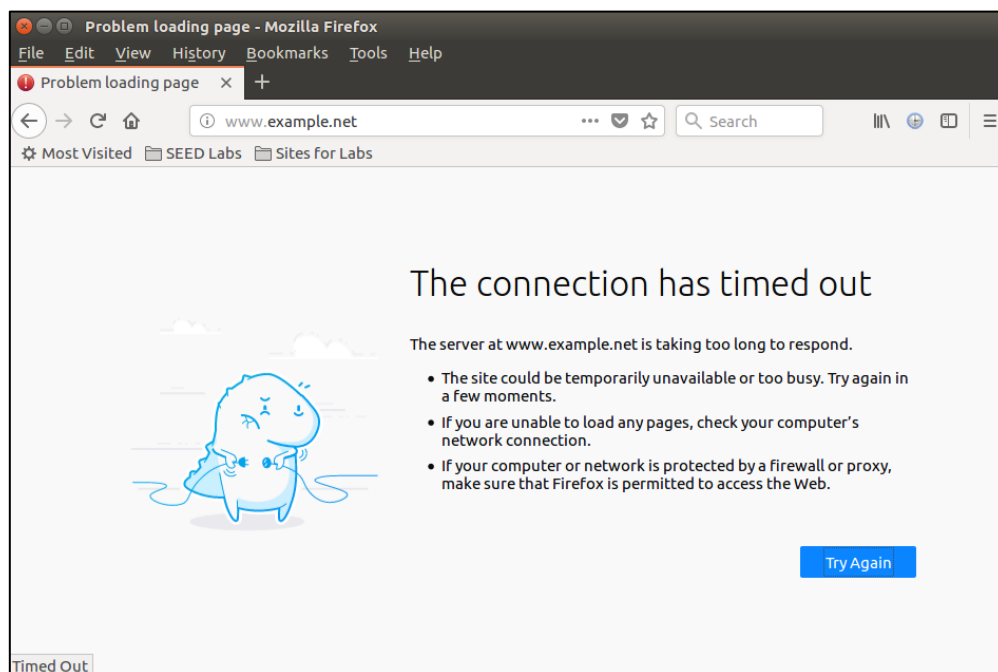 Problem loading page - Mozilla Firefox
File Edit View History Bookmarks Tools Help
Problem loading page
www.example.net
Search
Most Visited SEED Labs Sites for Labs
The connection has timed out
The server at www.example.net is taking too long to respond.
• The site could be temporarily unavailable or too busy. Try again in
a few moments.
• If you are unable to load any pages, check your computer’s
network connection.
• If your computer or network is protected by a firewall or proxy,
make sure that Firefox is permitted to access the Web.
Try Again
Timed Out